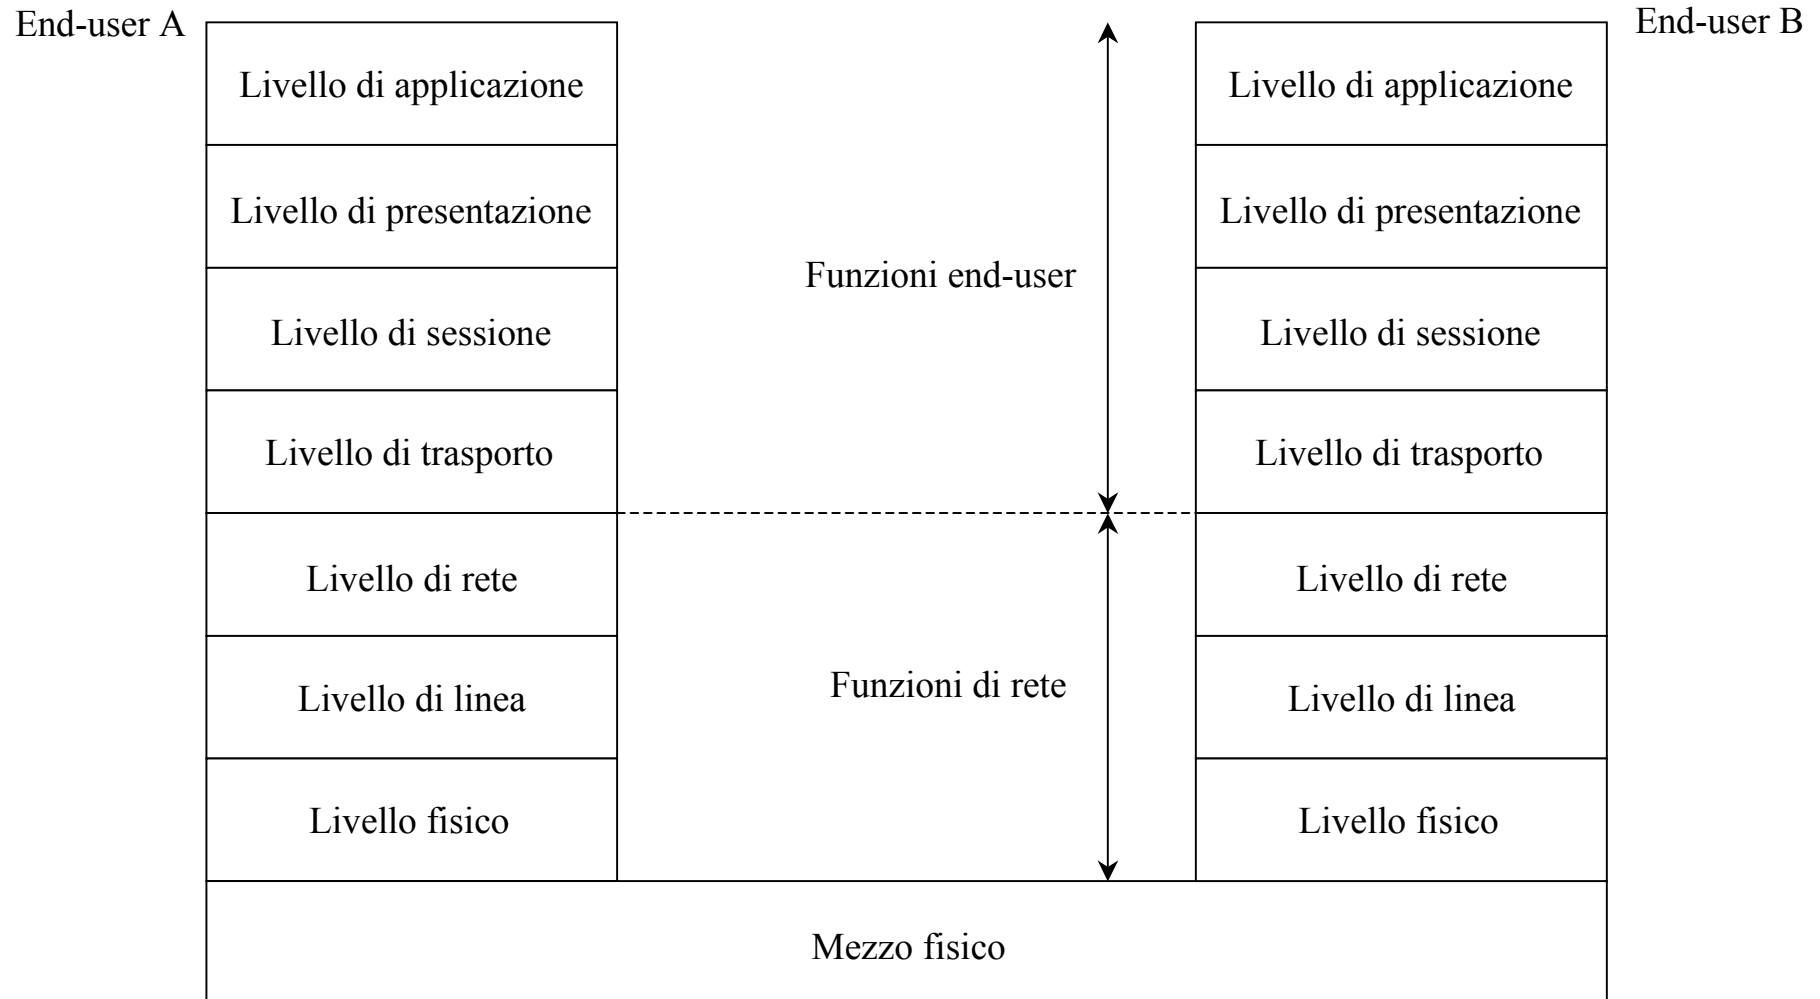 End-user A
End-user B
Livello di applicazione
Livello di applicazione
Livello di presentazione
Livello di presentazione
Funzioni end-user
Livello di sessione
Livello di sessione
Livello di trasporto
Livello di trasporto
Livello di rete
Livello di rete
Funzioni di rete
Livello di linea
Livello di linea
Livello fisico
Livello fisico
Mezzo fisico